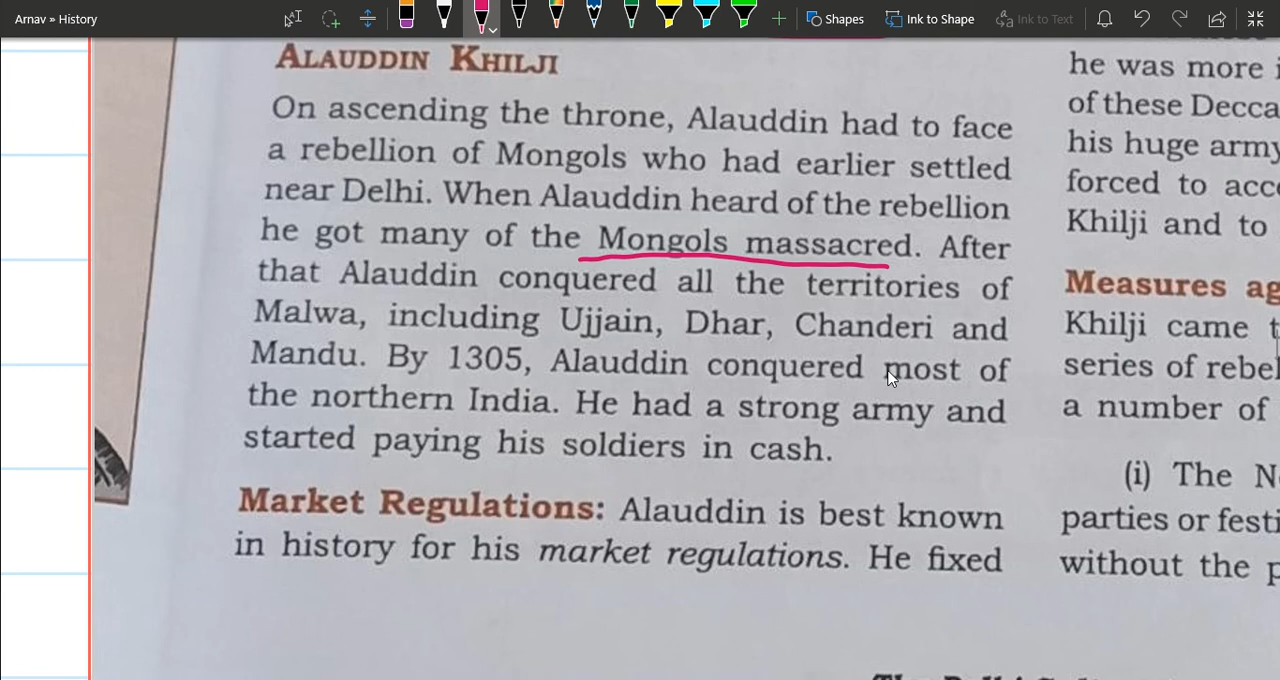 Arnav » History
Shapes
Ink to Shape
Ink to Text
ALAUDDIN KHILJI
On ascending the throne, Alauddin had to face
a rebellion of Mongols who had earlier settled
near Delhi. When Alauddin heard of the rebellion
he got many of the Mongols massacred. After
that Alauddin conquered all the territories of
Malwa, including Ujjain, Dhar, Chanderi and
Mandu. By 1305, Alauddin conquered most of
the northern India. He had a strong army and
started paying his soldiers in cash.
Market Regulations: Alauddin is best known
in history for his market regulations. He fixed
he was more
of these Decca
his huge army
forced to acc
Khilji and to
Measures ag
Khilji came t
series of rebel
a number of
(i) The N
parties or festi
without the p